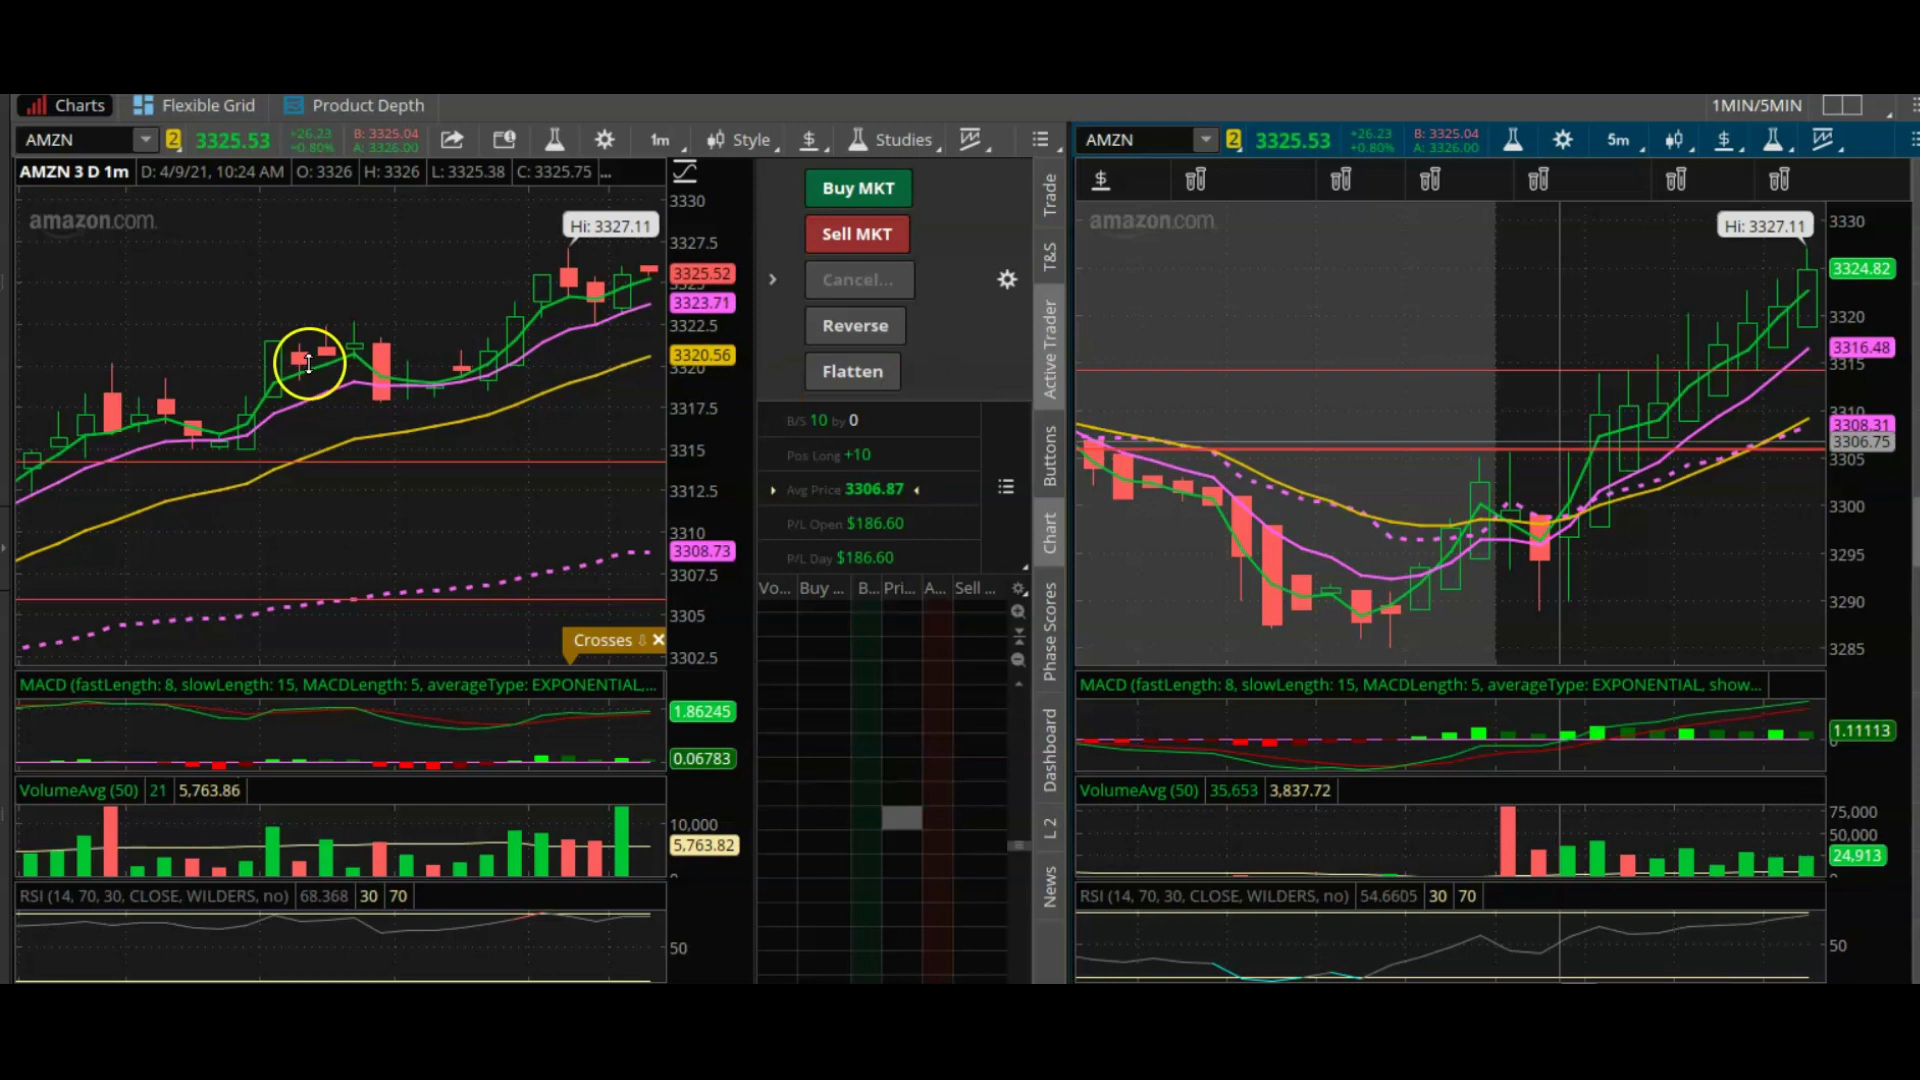 Charts Flexible Grid Product Depth 1MIN/5MIN
AMZN 2 3325.53 +26.23 +0.80% B: 3325.04 A: 3326.00 1m Style $ Studies
AMZN 2 3325.53 +26.23 +0.80% B: 3325.04 A: 3326.00 5m $
AMZN 3 D 1m D: 4/9/21, 10:24 AM O: 3326 H: 3326 L: 3325.38 C: 3325.75 ...
amazon.com
Hi: 3327.11
3330
3327.5
3325.52
3323.71
3322.5
3320.56
3320
3317.5
3315
3312.5
3310
3308.73
3307.5
3305
3302.5
Crosses
MACD (fastLength: 8, slowLength: 15, MACDLength: 5, averageType: EXPONENTIAL,...
1.86245
0.06783
VolumeAvg (50) 21 5,763.86
10,000
5,763.82
RSI (14, 70, 30, CLOSE, WILDERS, no) 68.368 30 70
50
Buy MKT
Sell MKT
Cancel...
Reverse
Flatten
B/S 10 by 0
Pos Long +10
Avg Price 3306.87
P/L Open $186.60
P/L Day $186.60
Vo... Buy ... B... Pri... A... Sell ...
Trade
T&S
Active Trader
Buttons
Chart
Phase Scores
Dashboard
L 2
News
$
amazon.com
Hi: 3327.11
3330
3324.82
3320
3316.48
3315
3310
3308.31
3306.75
3305
3300
3295
3290
3285
MACD (fastLength: 8, slowLength: 15, MACDLength: 5, averageType: EXPONENTIAL, show...
1.11113
0
VolumeAvg (50) 35,653 3,837.72
75,000
50,000
24,913
RSI (14, 70, 30, CLOSE, WILDERS, no) 54.6605 30 70
50